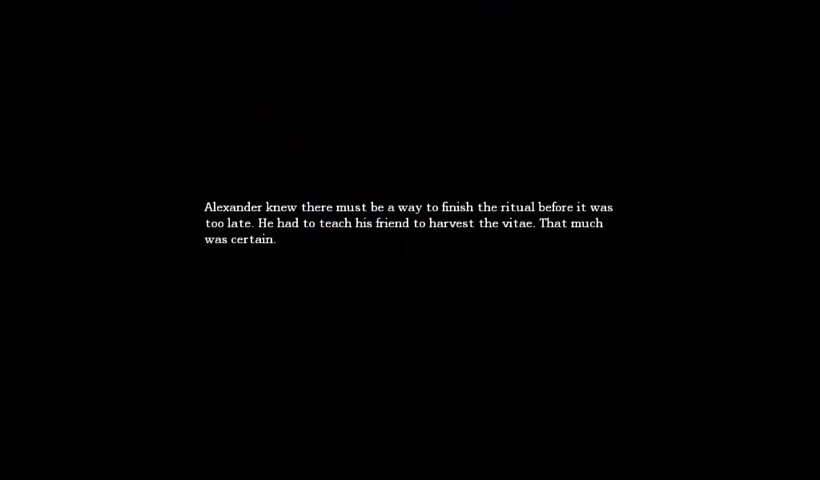 Alexander knew there must be a way to finish the ritual before it was
too late. He had to teach his friend to harvest the vitae. That much
was certain.